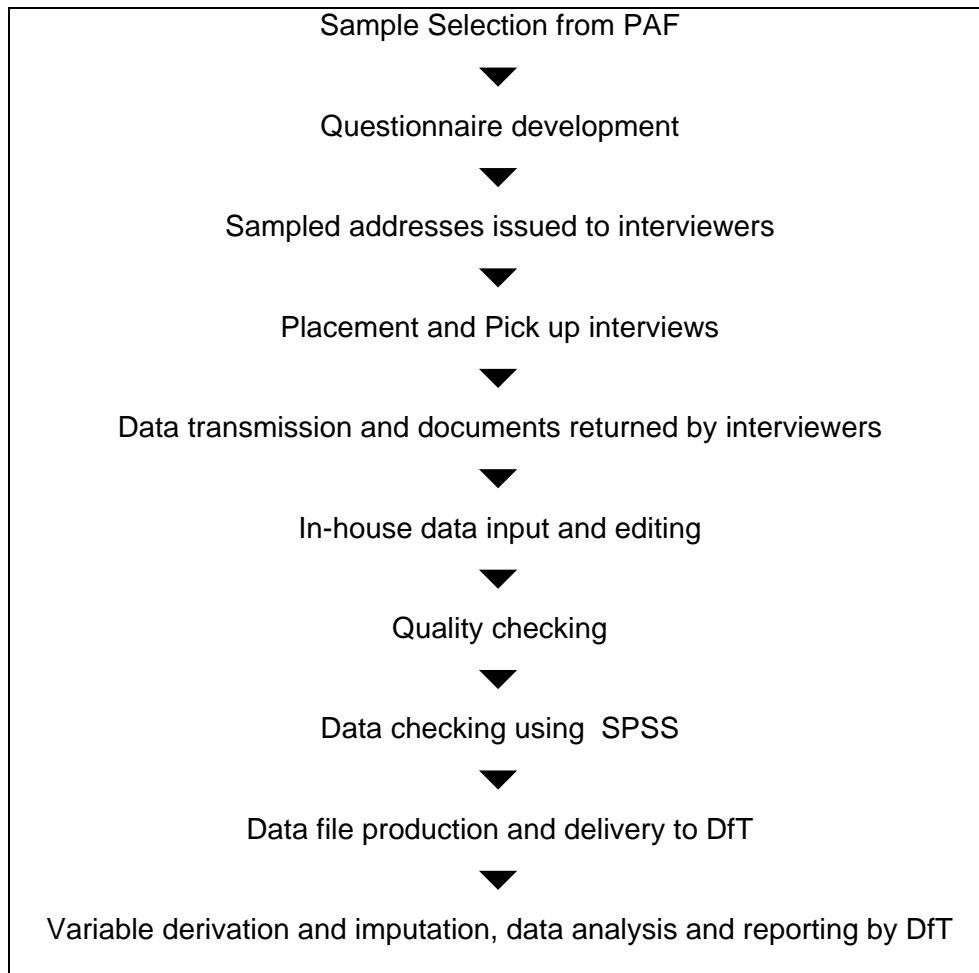 Sample Selection from PAF
Questionnaire development
Sampled addresses issued to interviewers
Placement and Pick up interviews
Data transmission and documents returned by interviewers
In-house data input and editing
Quality checking
Data checking using  SPSS
Data file production and delivery to DfT
Variable derivation and imputation, data analysis and reporting by DfT